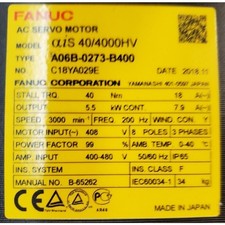 FANUC
AC SERVO MOTOR
MODEL αiS 40/4000HV
TYPE A06B-0273-B400
NO. C18YA029E DATE 2018.11
FANUC CORPORATION YAMANASHI 401-0597 JAPAN
STALL TRQ. 40 Nm 18 A(~)
OUTPUT 5.5 kW CONT. 7.9 A(~)
SPEED 3000 min⁻¹ FREQ. 200 Hz WIND.CON. Y
AMP INPUT (~) 400-480 V 50/60 Hz IP65
MOTOR INPUT (~) 408 V 8 POLES 3 PHASES
POWER FACTOR 99 %
INS. SYSTEM INS. CLASS F
MANUAL NO. B-65262 IEC60034-1 34 kg
MADE IN JAPAN